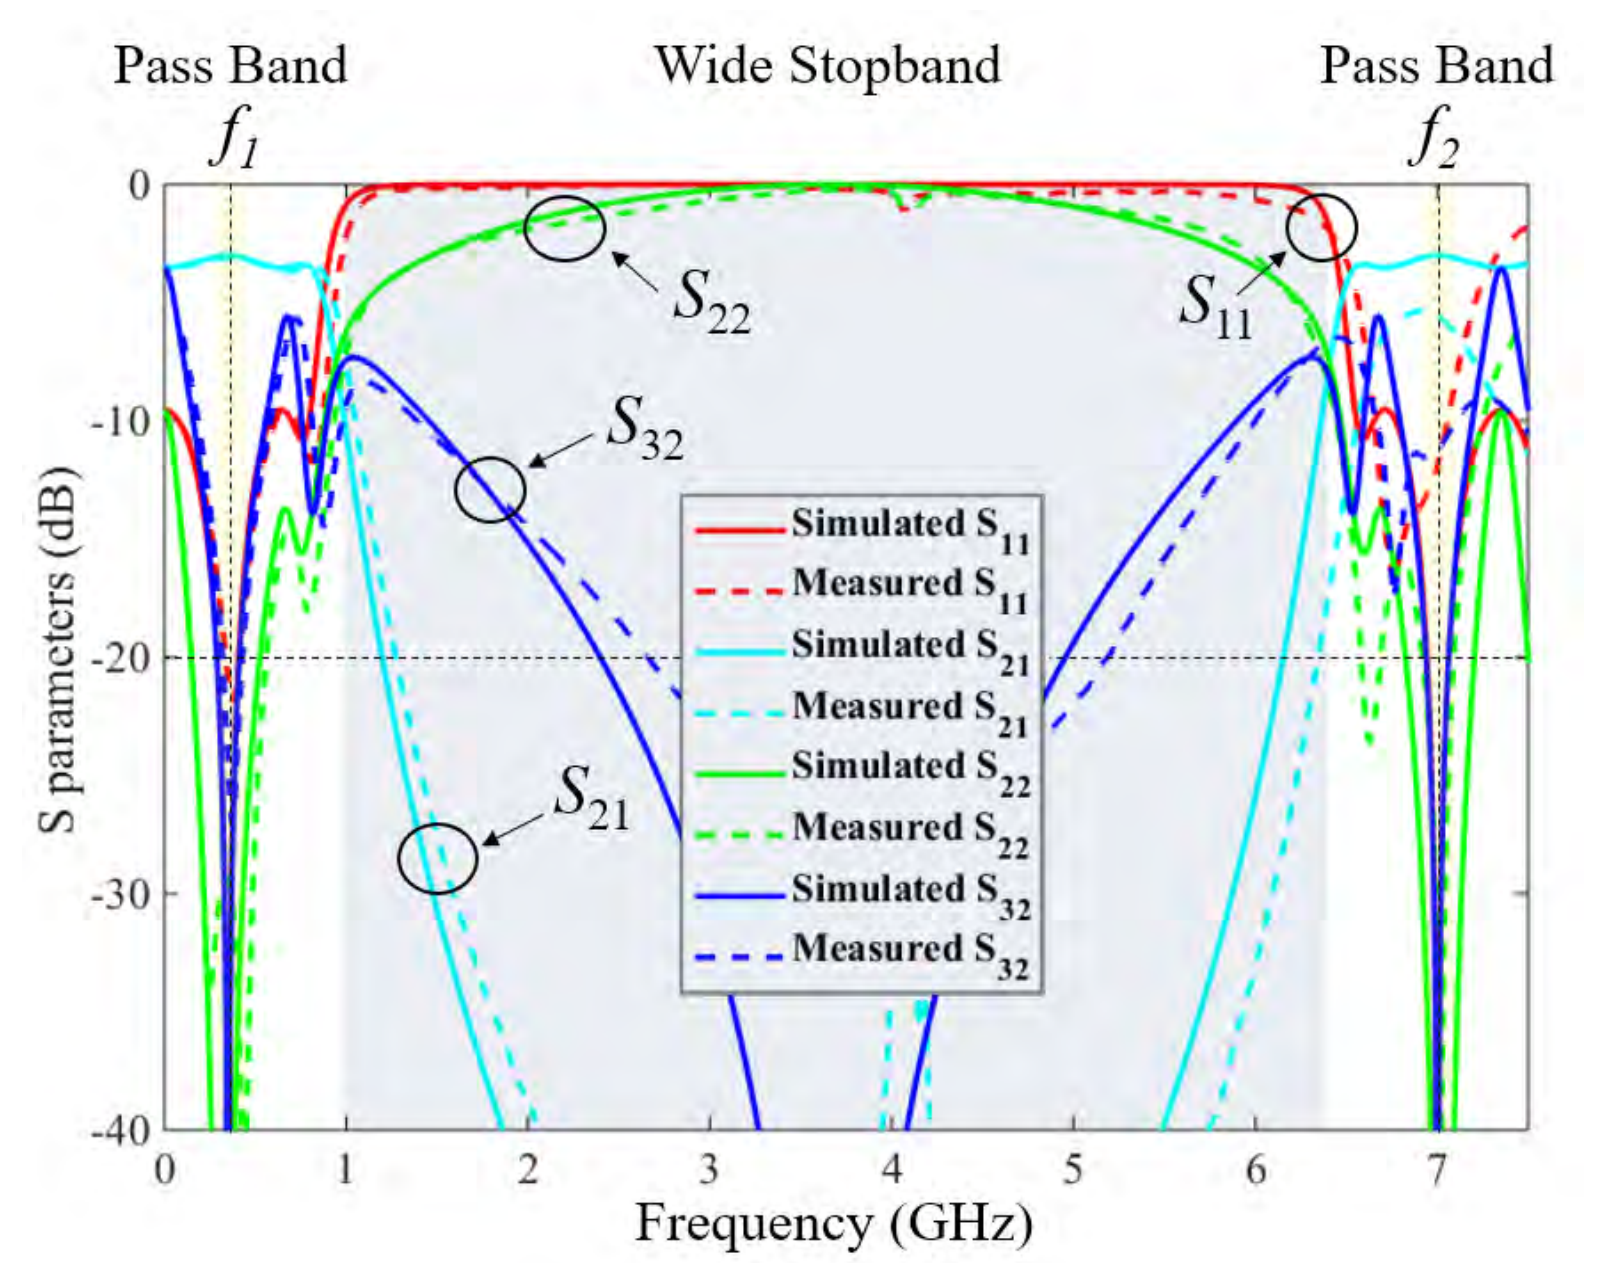 Pass Band
Wide Stopband
Pass Band
f1
f2
0
-10
-20
-30
-40
S parameters (dB)
S22
S11
S32
S21
Simulated S11
Measured S11
Simulated S21
Measured S21
Simulated S22
Measured S22
Simulated S32
Measured S32
0 1 2 3 4 5 6 7
Frequency (GHz)